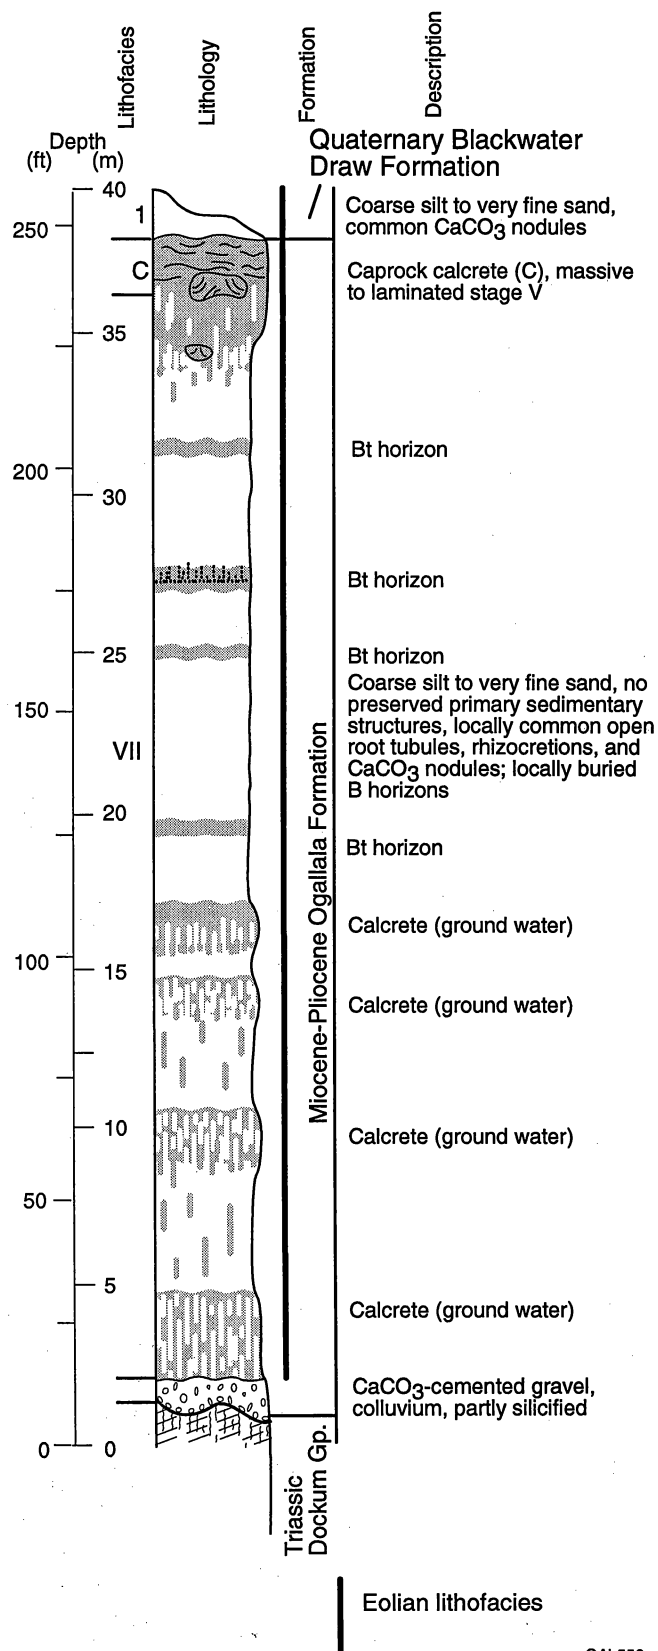 Lithofacies
Lithology
Formation
Description
Depth
(ft)
(m)
Quaternary Blackwater
Draw Formation
40
1
250
Coarse silt to very fine sand,
common CaCO3 nodules
C
Caprock calcrete (C), massive
to laminated stage V
35
Bt horizon
200
30
Bt horizon
25
Bt horizon
Coarse silt to very fine sand, no
preserved primary sedimentary
structures, locally common open
root tubules, rhizocretions, and
CaCO3 nodules; locally buried
B horizons
150
VII
20
Bt horizon
Miocene-Pliocene Ogallala Formation
Calcrete (ground water)
100
15
Calcrete (ground water)
10
Calcrete (ground water)
50
5
Calcrete (ground water)
CaCO3-cemented gravel,
colluvium, partly silicified
0
0
Triassic
Dockum Gp.
Eolian lithofacies